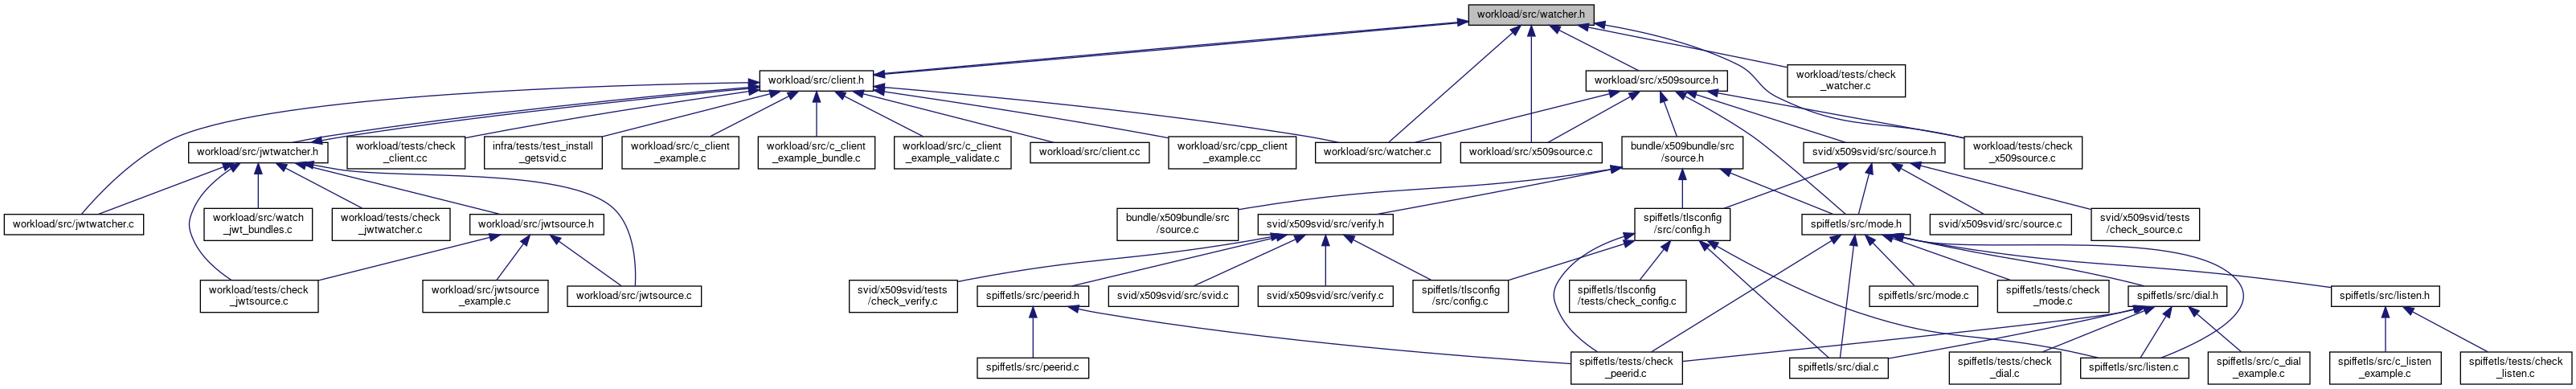 workload/src/watcher.h
workload/src/client.h
workload/src/x509source.h
workload/tests/check
_watcher.c
workload/src/jwtwatcher.h
workload/tests/check
_client.cc
infra/tests/test_install
_getsvid.c
workload/src/c_client
_example.c
workload/src/c_client
_example_bundle.c
workload/src/c_client
_example_validate.c
workload/src/client.cc
workload/src/cpp_client
_example.cc
workload/src/watcher.c
workload/src/x509source.c
bundle/x509bundle/src
/source.h
svid/x509svid/src/source.h
workload/tests/check
_x509source.c
workload/src/jwtwatcher.c
workload/src/watch
_jwt_bundles.c
workload/tests/check
_jwtwatcher.c
workload/src/jwtsource.h
bundle/x509bundle/src
/source.c
svid/x509svid/src/verify.h
spiffetls/tlsconfig
/src/config.h
spiffetls/src/mode.h
svid/x509svid/src/source.c
svid/x509svid/tests
/check_source.c
workload/tests/check
_jwtsource.c
workload/src/jwtsource
_example.c
workload/src/jwtsource.c
svid/x509svid/tests
/check_verify.c
spiffetls/src/peerid.h
svid/x509svid/src/svid.c
svid/x509svid/src/verify.c
spiffetls/tlsconfig
/src/config.c
spiffetls/tlsconfig
/tests/check_config.c
spiffetls/src/mode.c
spiffetls/tests/check
_mode.c
spiffetls/src/dial.h
spiffetls/src/listen.h
spiffetls/src/peerid.c
spiffetls/tests/check
_peerid.c
spiffetls/src/dial.c
spiffetls/tests/check
_dial.c
spiffetls/src/listen.c
spiffetls/src/c_dial
_example.c
spiffetls/src/c_listen
_example.c
spiffetls/tests/check
_listen.c